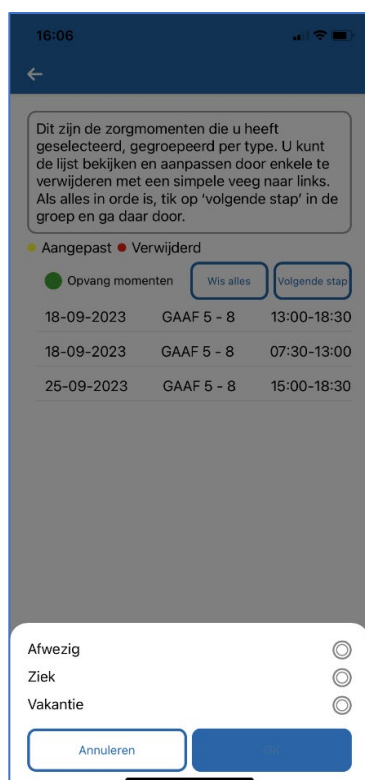 16:06
Dit zijn de zorgmomenten die u heeft
geselecteerd, gegroepeerd per type. U kunt
de lijst bekijken en aanpassen door enkele te
verwijderen met een simpele veeg naar links.
Als alles in orde is, tik op 'volgende stap' in de
groep en ga daar door.
Aangepast Verwijderd
Opvang momenten Wis alles Volgende stap
18-09-2023 GAAF 5 - 8 13:00-18:30
18-09-2023 GAAF 5 - 8 07:30-13:00
25-09-2023 GAAF 5 - 8 15:00-18:30
Afwezig
Ziek
Vakantie
Annuleren OK